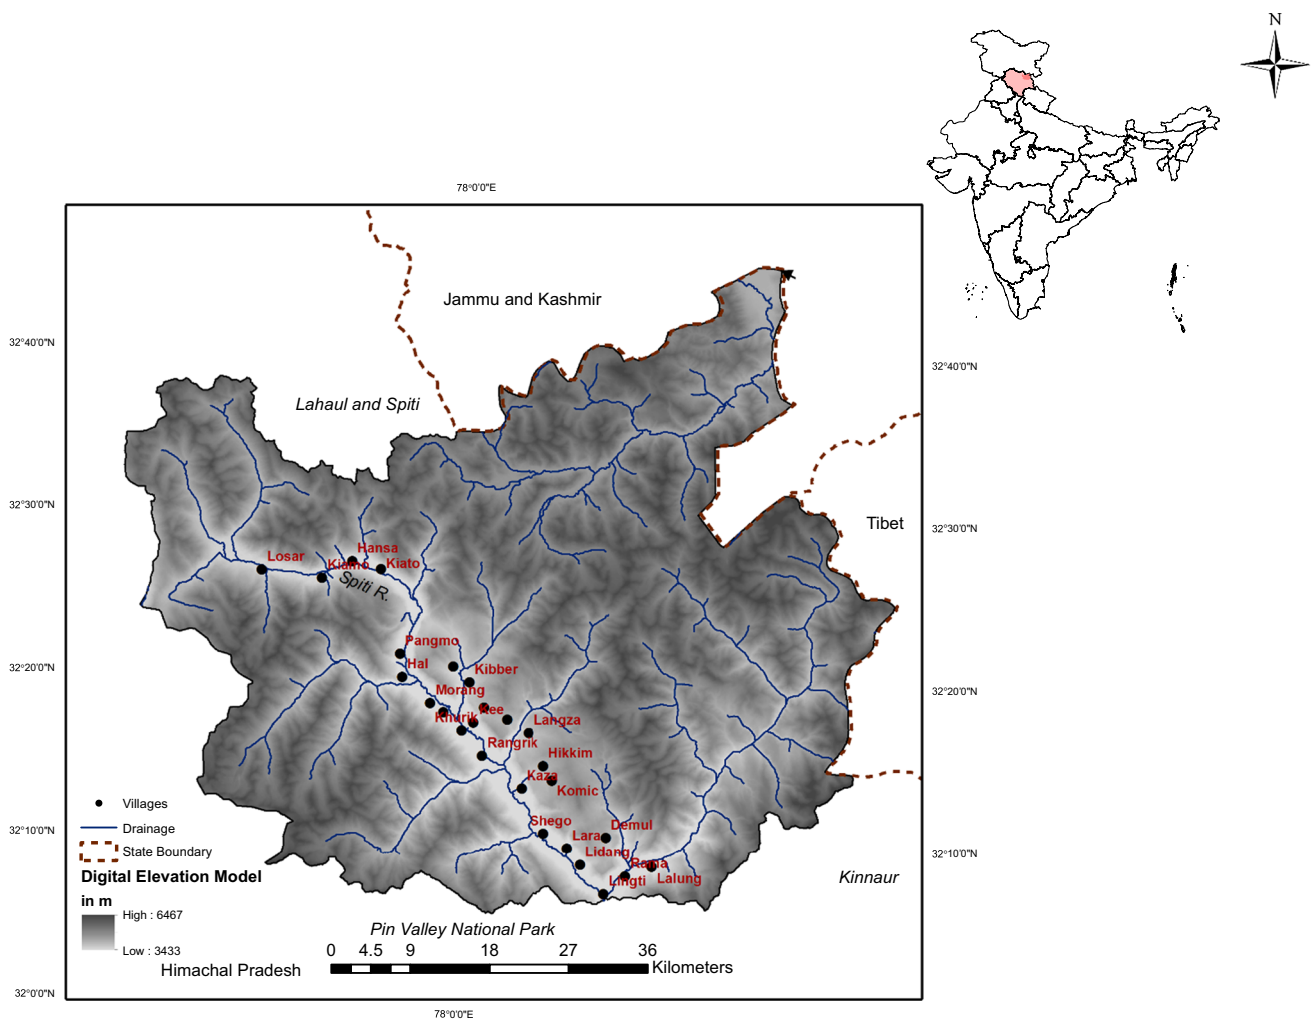 N
78°0'0"E
Jammu and Kashmir
32°40'0"N
32°40'0"N
Lahaul and Spiti
32°30'0"N
Tibet
32°30'0"N
Losar
Hansa
Kiamo
Kiato
Spiti R.
Pangmo
Hal
Kibber
32°20'0"N
32°20'0"N
Morang
Khurik
Kee
Langza
Rangrik
Hikkim
Kaza
Komic
Villages
Shego
Demul
Drainage
32°10'0"N
Lara
State Boundary
Lidang
32°10'0"N
Rama
Digital Elevation Model
Lingti
Lalung
Kinnaur
in m
High : 6467
Pin Valley National Park
Low : 3433
0 4.5 9 18 27 36
Himachal Pradesh
Kilometers
32°0'0"N
78°0'0"E